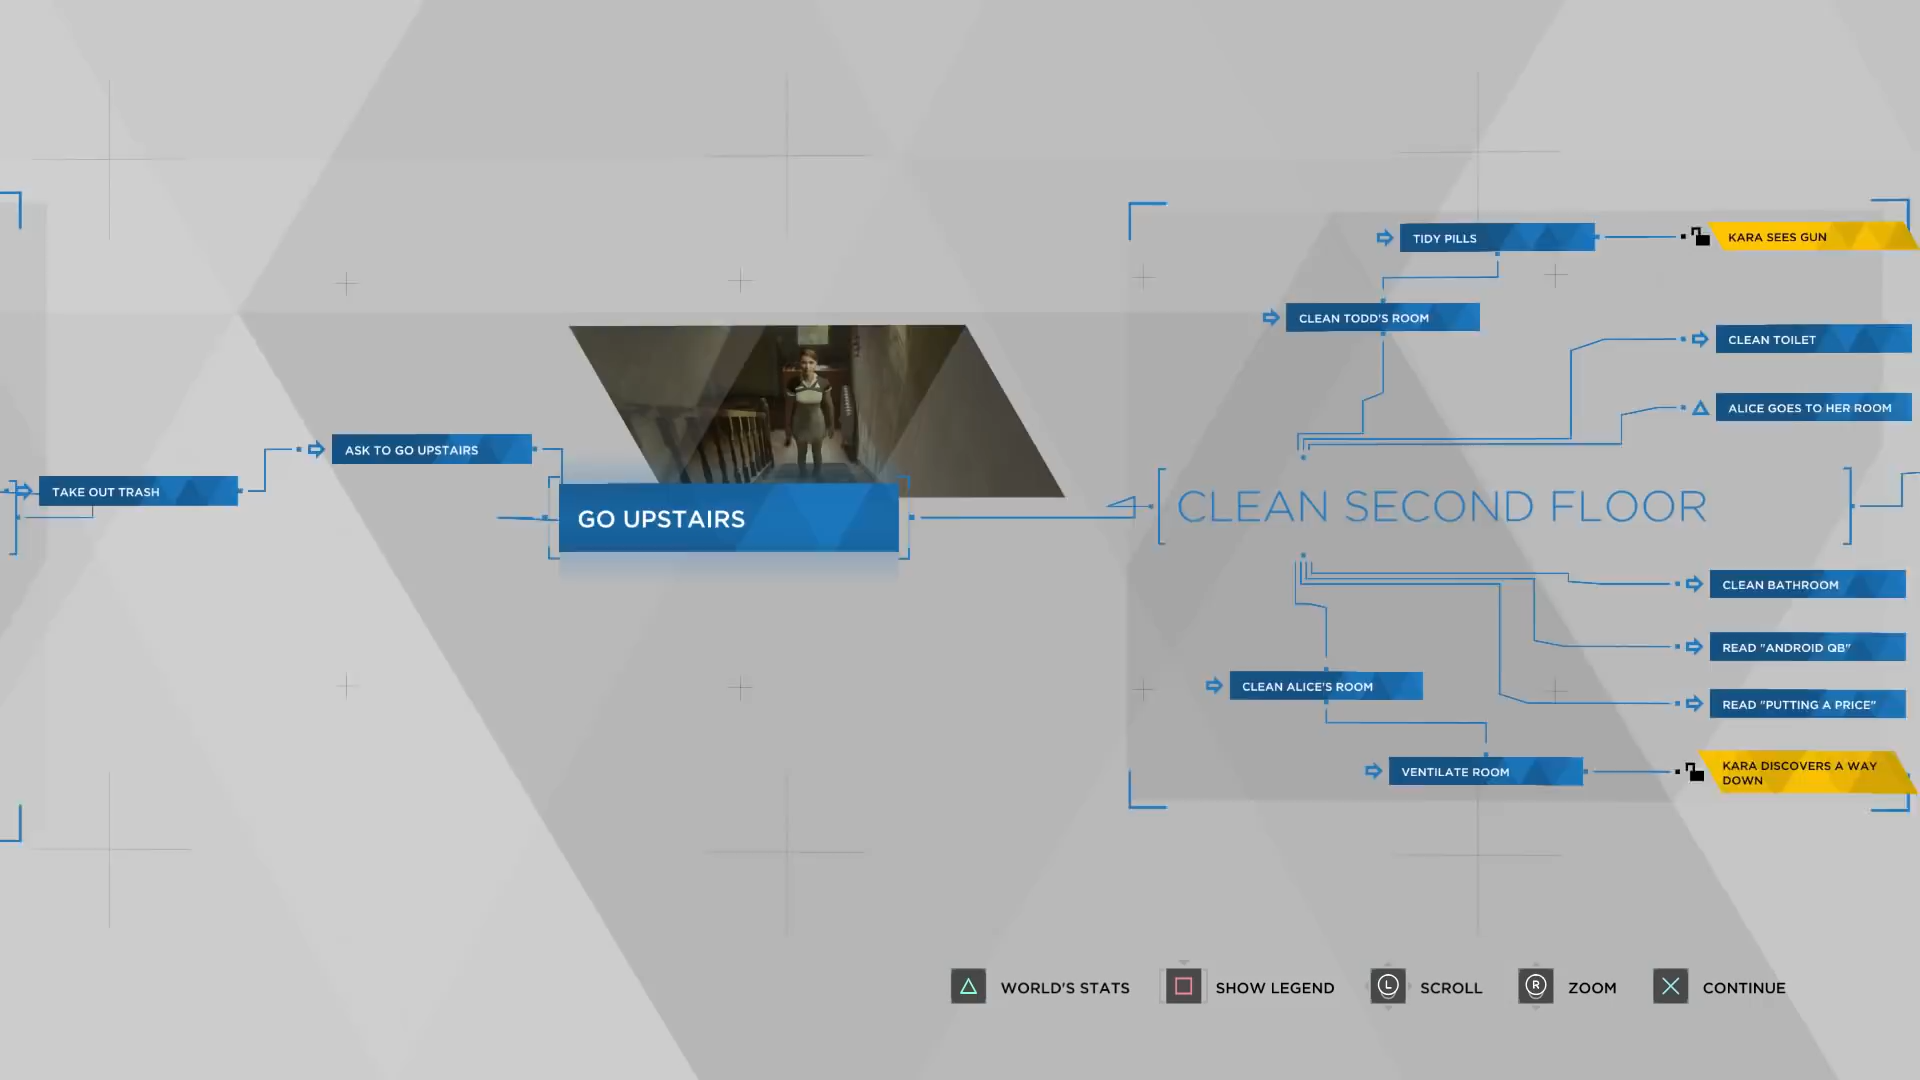 TIDY PILLS
KARA SEES GUN
CLEAN TODD'S ROOM
CLEAN TOILET
ALICE GOES TO HER ROOM
ASK TO GO UPSTAIRS
TAKE OUT TRASH
GO UPSTAIRS
CLEAN SECOND FLOOR
CLEAN BATHROOM
READ "ANDROID QB"
CLEAN ALICE'S ROOM
READ "PUTTING A PRICE"
VENTILATE ROOM
KARA DISCOVERS A WAY
DOWN
WORLD'S STATS
SHOW LEGEND
L SCROLL
R ZOOM
CONTINUE